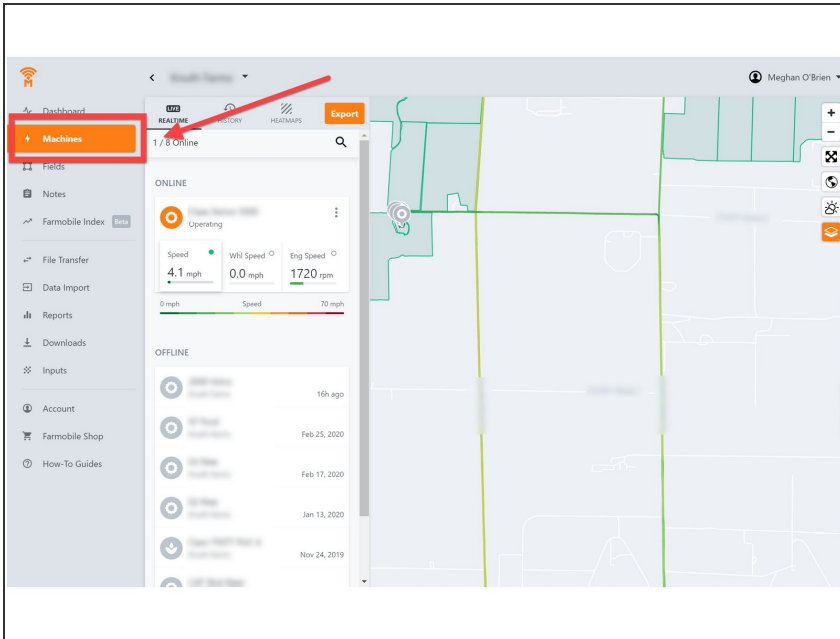 Meghan O'Brien
Dashboard
Machines
Fields
Notes
Farmobile Index Beta
File Transfer
Data Import
Reports
Downloads
Inputs
Account
Farmobile Shop
How-To Guides
LIVE
REALTIME
HISTORY
HEATMAPS
Export
1 / 8 Online
ONLINE
Operating
Speed
4.1 mph
Whl Speed
0.0 mph
Eng Speed
1720 rpm
0 mph Speed 70 mph
OFFLINE
16h ago
Feb 25, 2020
Feb 17, 2020
Jan 13, 2020
Nov 24, 2019
+
−